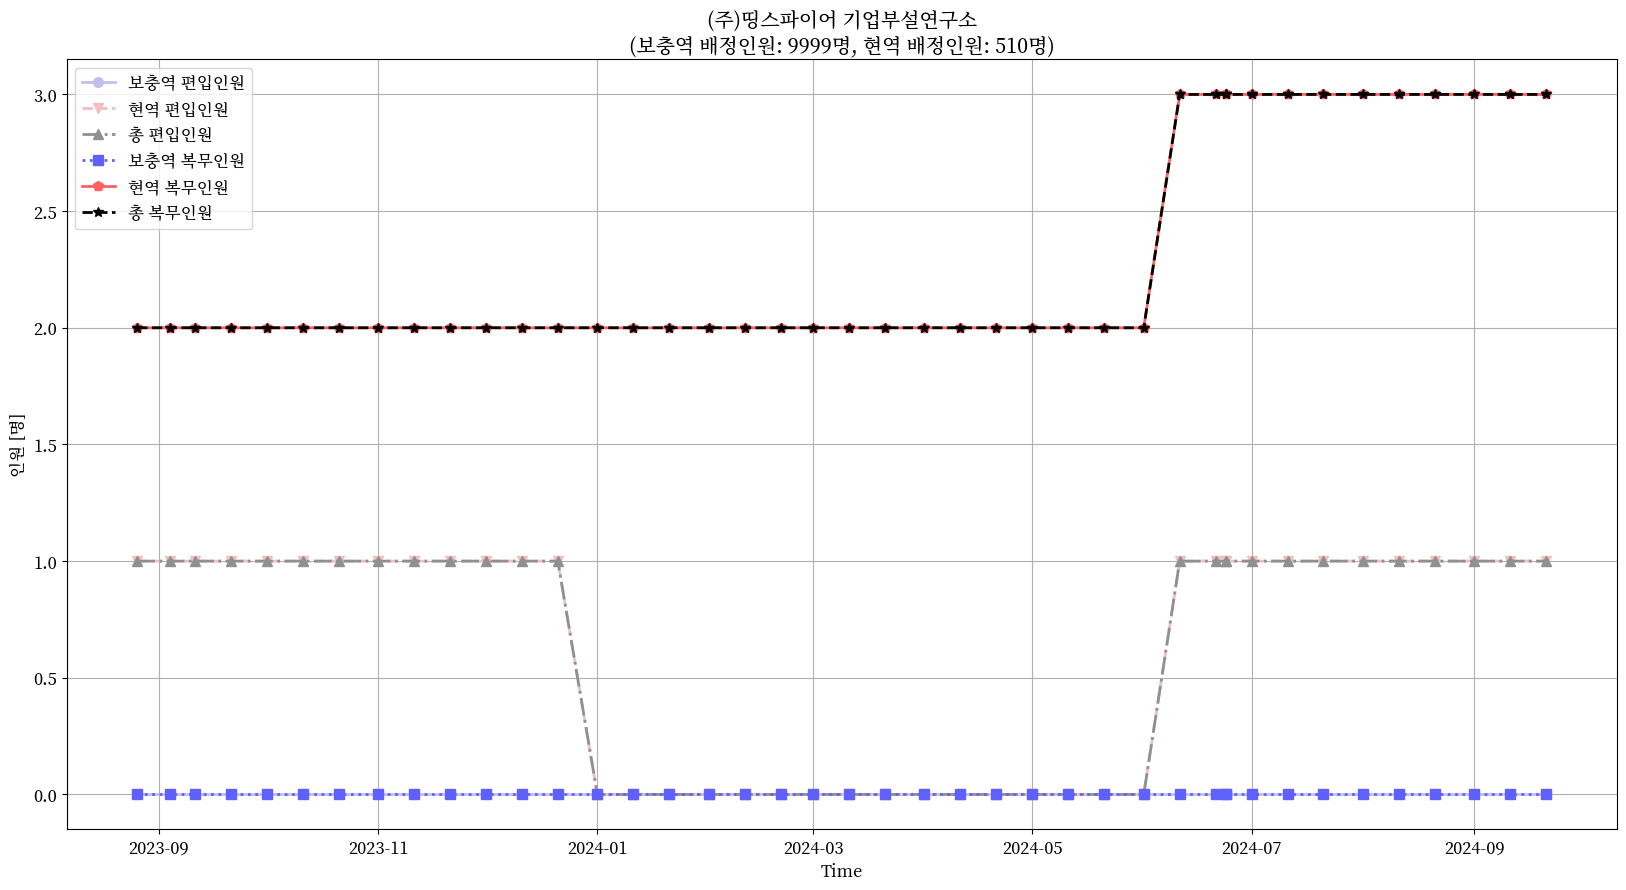 (주)띵스파이어 기업부설연구소
(보충역 배정인원: 9999명, 현역 배정인원: 510명)
보충역 편입인원
현역 편입인원
총 편입인원
보충역 복무인원
현역 복무인원
총 복무인원
3.0
2.5
2.0
1.5
1.0
0.5
0.0
인원 [명]
2023-09
2023-11
2024-01
2024-03
2024-05
2024-07
2024-09
Time